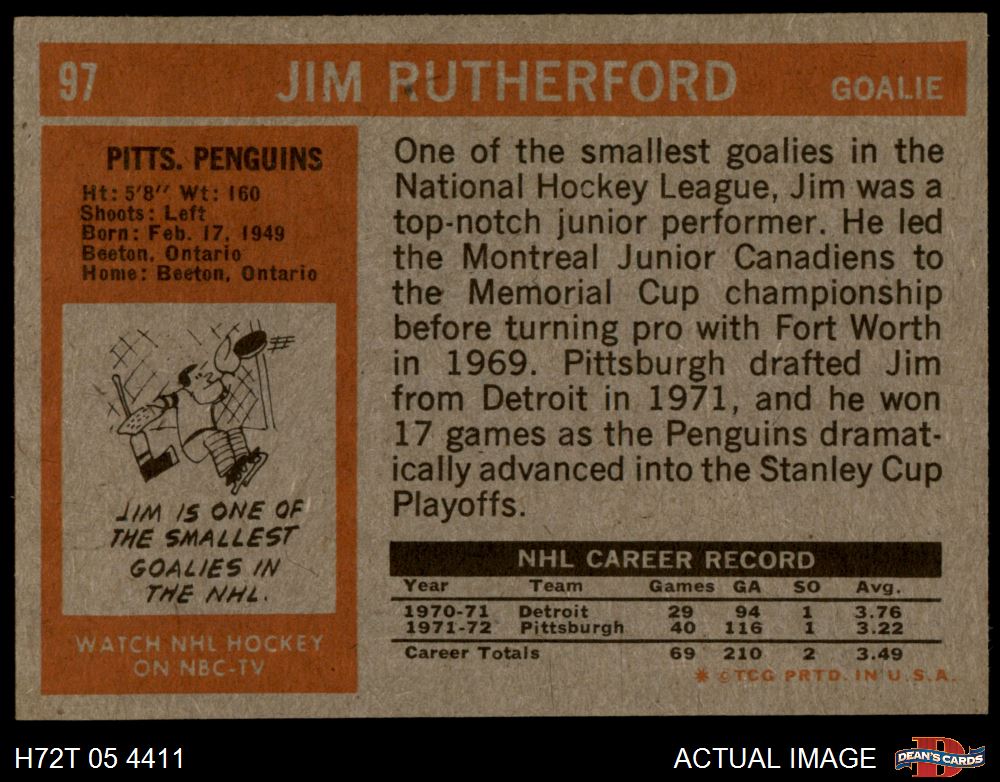 97 JIM RUTHERFORD GOALIE
PITTS. PENGUINS
Ht: 5'8" Wt: 160
Shoots: Left
Born: Feb. 17, 1949
Beeton, Ontario
Home: Beeton, Ontario
JIM IS ONE OF
THE SMALLEST
GOALIES IN
THE NHL.
WATCH NHL HOCKEY
ON NBC-TV
One of the smallest goalies in the
National Hockey League, Jim was a
top-notch junior performer. He led
the Montreal Junior Canadiens to
the Memorial Cup championship
before turning pro with Fort Worth
in 1969. Pittsburgh drafted Jim
from Detroit in 1971, and he won
17 games as the Penguins dramat-
ically advanced into the Stanley Cup
Playoffs.
NHL CAREER RECORD
Year Team Games GA SO Avg.
1970-71 Detroit 29 94 1 3.76
1971-72 Pittsburgh 40 116 1 3.22
Career Totals 69 210 2 3.49
* ©TCG PRTD. IN U.S.A.
H72T 05 4411 ACTUAL IMAGE DEAN'S CARDS